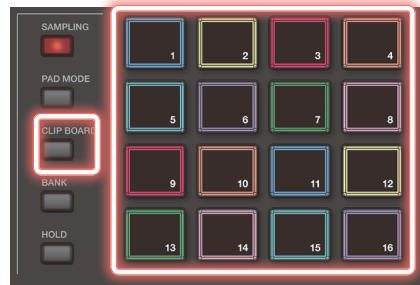 SAMPLING
PAD MODE
CLIP BOARD
BANK
HOLD
1 2 3 4
5 6 7 8
9 10 11 12
13 14 15 16